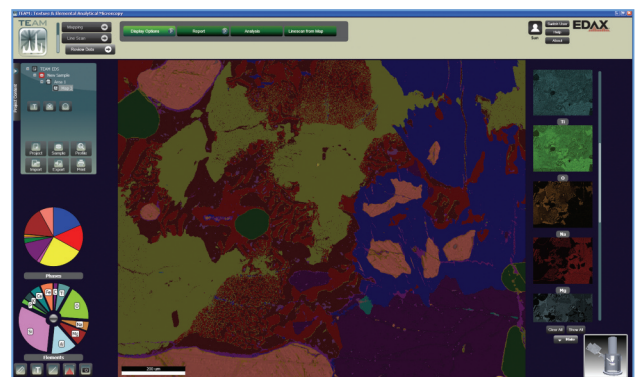 TEAM: Texture & Elemental Analytical Microscopy
TEAM
Mapping
Line Scan
Review Data
Display Options
Report
Analysis
Linescan from Map
Switch User
Help
About
EDAX
Project Content
TEAM EDS
New Sample
Area 1
Project
Sample
Profile
Import
Export
Print
Ti
O
Na
Mg
Phases
Elements
Clear All
Show All
200 µm